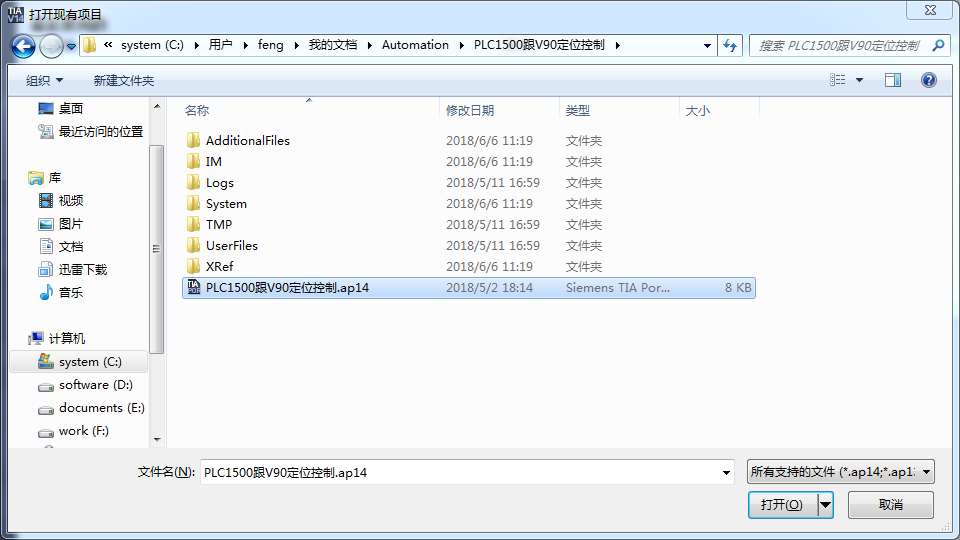 TIA V14 打开现有项目
« system (C:) 用户 feng 我的文档 Automation PLC1500跟V90定位控制
搜索 PLC1500跟V90定位控制
组织 新建文件夹
名称 修改日期 类型 大小
桌面
最近访问的位置
库
视频
图片
文档
迅雷下载
音乐
计算机
system (C:)
software (D:)
documents (E:)
work (F:)
AdditionalFiles 2018/6/6 11:19 文件夹
IM 2018/6/6 11:19 文件夹
Logs 2018/5/11 16:59 文件夹
System 2018/6/6 11:19 文件夹
TMP 2018/5/11 16:59 文件夹
UserFiles 2018/5/11 16:59 文件夹
XRef 2018/6/6 11:19 文件夹
PLC1500跟V90定位控制.ap14 2018/5/2 18:14 Siemens TIA Por... 8 KB
文件名(N): PLC1500跟V90定位控制.ap14
所有支持的文件 (*.ap14;*.ap1
打开(O) 取消